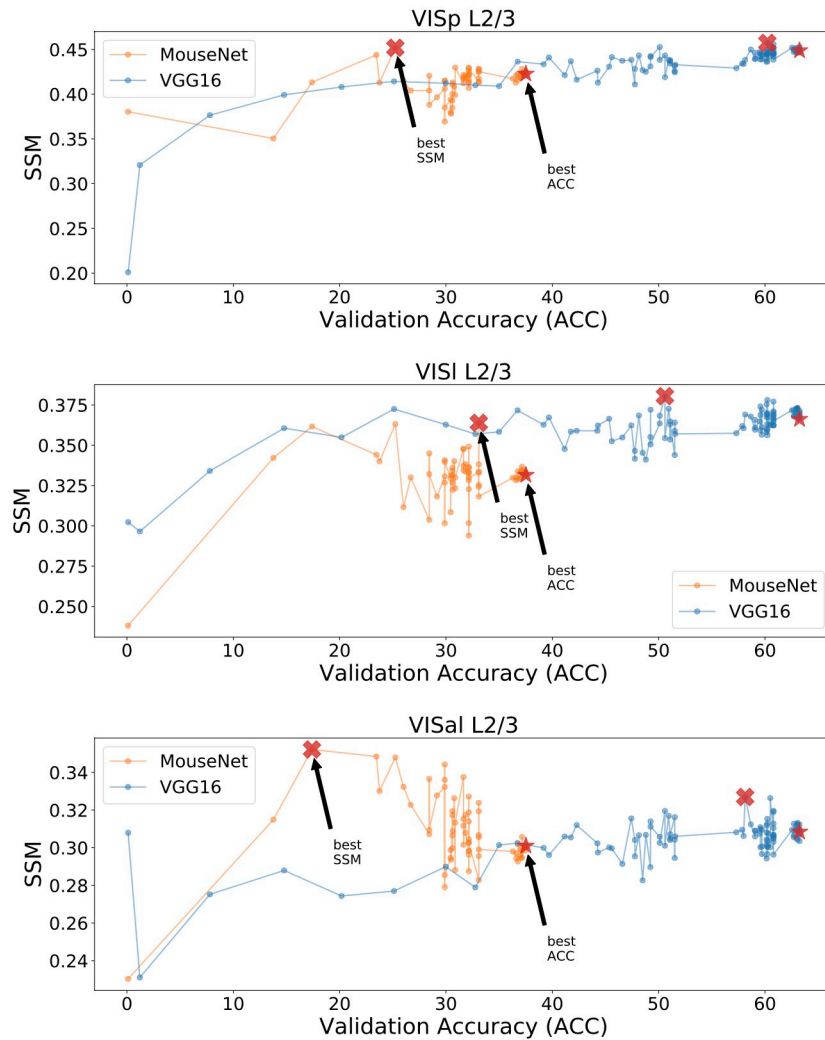 VISp L2/3
MouseNet
VGG16
0.45
0.40
0.35
0.30
0.25
0.20
SSM
best
SSM
best
ACC
0 10 20 30 40 50 60
Validation Accuracy (ACC)
VISl L2/3
0.375
0.350
0.325
0.300
0.275
0.250
SSM
best
SSM
best
ACC
MouseNet
VGG16
0 10 20 30 40 50 60
Validation Accuracy (ACC)
VISal L2/3
MouseNet
VGG16
0.34
0.32
0.30
0.28
0.26
0.24
SSM
best
SSM
best
ACC
0 10 20 30 40 50 60
Validation Accuracy (ACC)